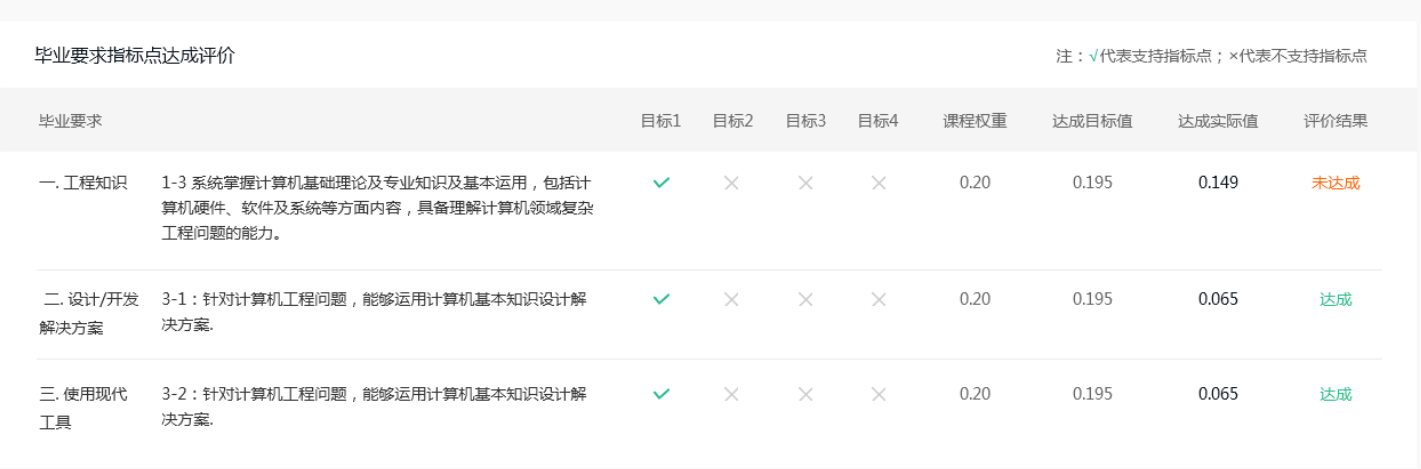 毕业要求指标点达成评价
注：√代表支持指标点；×代表不支持指标点
毕业要求 目标1 目标2 目标3 目标4 课程权重 达成目标值 达成实际值 评价结果
一. 工程知识 1-3 系统掌握计算机基础理论及专业知识及基本运用，包括计 ✓ × × × 0.20 0.195 0.149 未达成
算机硬件、软件及系统等方面内容，具备理解计算机领域复杂
工程问题的能力。
二. 设计/开发 3-1：针对计算机工程问题，能够运用计算机基本知识设计解 ✓ × × × 0.20 0.195 0.065 达成
解决方案 决方案.
三. 使用现代 3-2：针对计算机工程问题，能够运用计算机基本知识设计解 ✓ × × × 0.20 0.195 0.065 达成
工具 决方案.